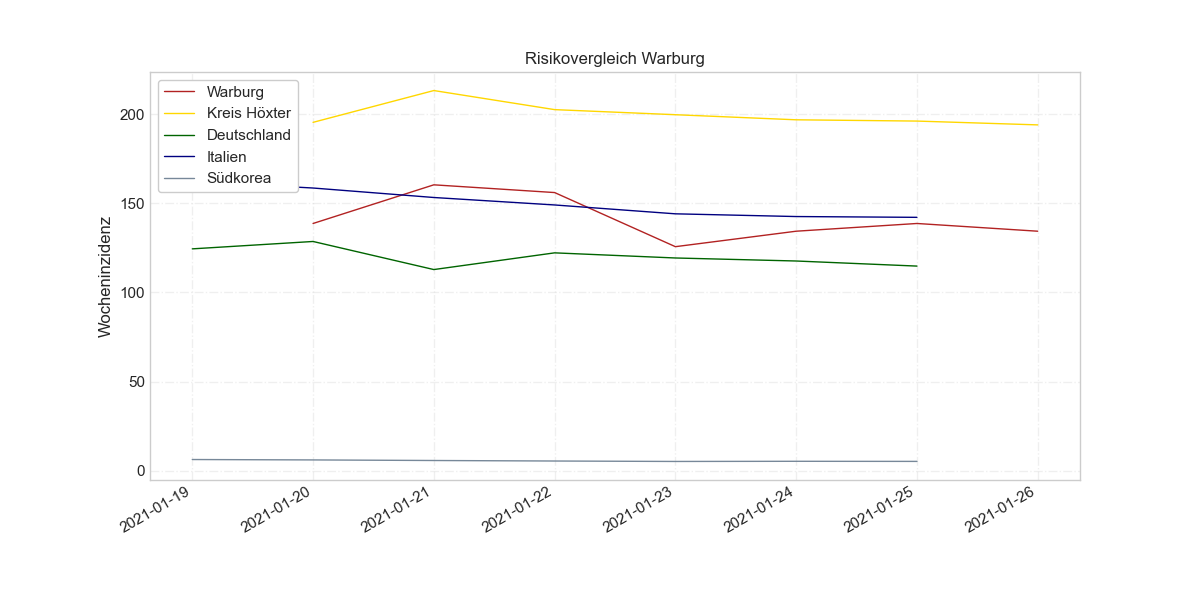 Risikovergleich Warburg
Warburg
Kreis Höxter
Deutschland
Italien
Südkorea
Wocheninzidenz
200
150
100
50
0
2021-01-19
2021-01-20
2021-01-21
2021-01-22
2021-01-23
2021-01-24
2021-01-25
2021-01-26